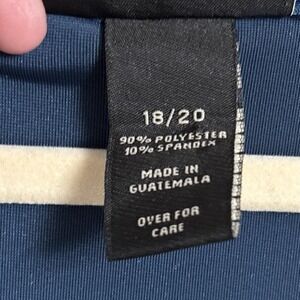 18/20
90% POLYESTER
10% SPANDEX
MADE IN
GUATEMALA
OVER FOR
CARE